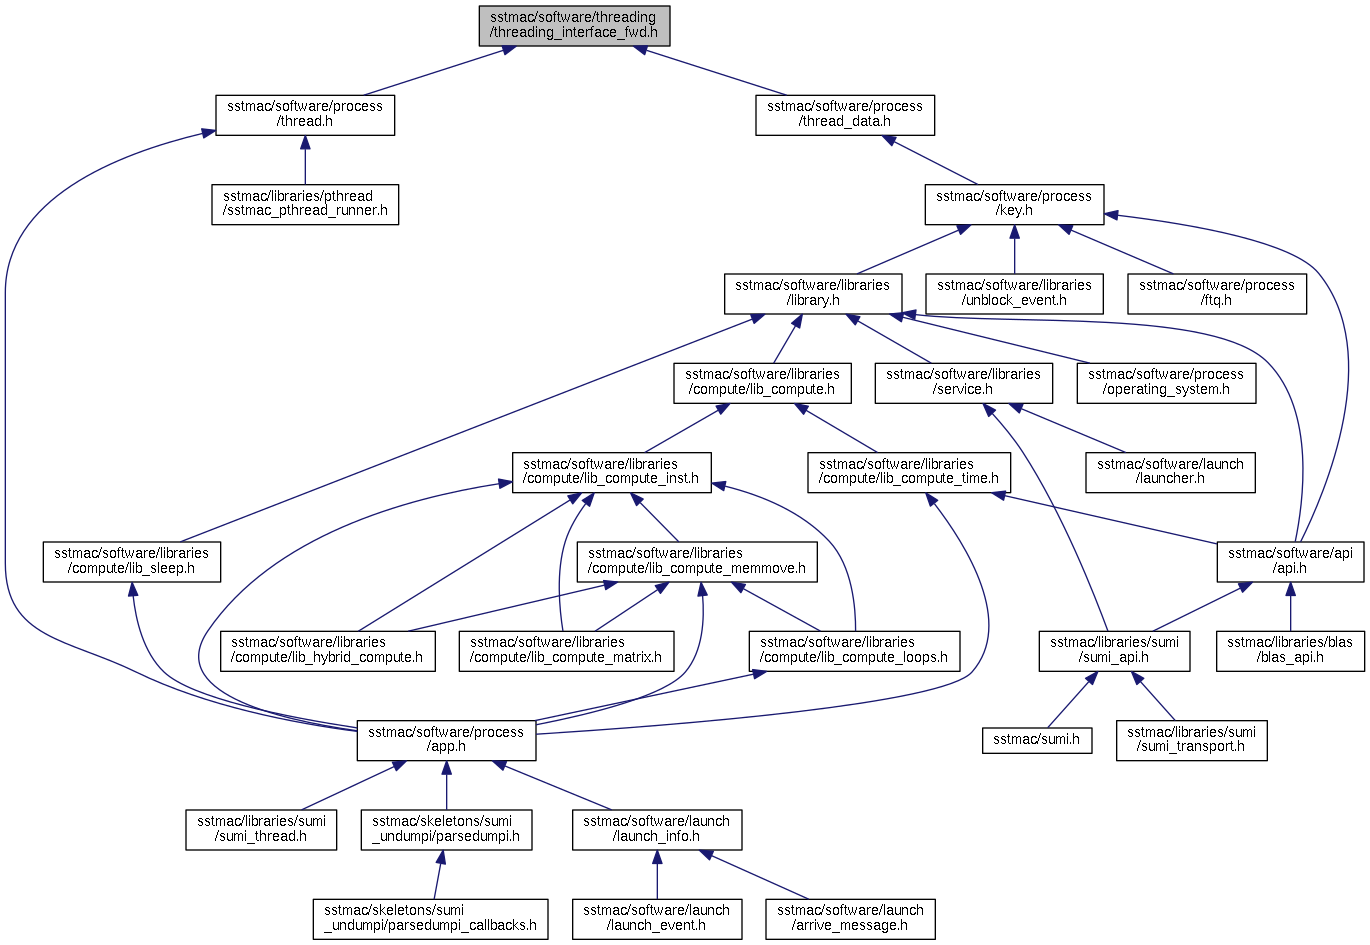 sstmac/software/threading
/threading_interface_fwd.h
sstmac/software/process
/thread.h
sstmac/software/process
/thread_data.h
sstmac/libraries/pthread
/sstmac_pthread_runner.h
sstmac/software/process
/key.h
sstmac/software/libraries
/library.h
sstmac/software/libraries
/unblock_event.h
sstmac/software/process
/ftq.h
sstmac/software/libraries
/compute/lib_compute.h
sstmac/software/libraries
/service.h
sstmac/software/process
/operating_system.h
sstmac/software/libraries
/compute/lib_compute_inst.h
sstmac/software/libraries
/compute/lib_compute_time.h
sstmac/software/launch
/launcher.h
sstmac/software/libraries
/compute/lib_sleep.h
sstmac/software/libraries
/compute/lib_compute_memmove.h
sstmac/software/api
/api.h
sstmac/software/libraries
/compute/lib_hybrid_compute.h
sstmac/software/libraries
/compute/lib_compute_matrix.h
sstmac/software/libraries
/compute/lib_compute_loops.h
sstmac/libraries/sumi
/sumi_api.h
sstmac/libraries/blas
/blas_api.h
sstmac/software/process
/app.h
sstmac/sumi.h
sstmac/libraries/sumi
/sumi_transport.h
sstmac/libraries/sumi
/sumi_thread.h
sstmac/skeletons/sumi
_undumpi/parsedumpi.h
sstmac/software/launch
/launch_info.h
sstmac/skeletons/sumi
_undumpi/parsedumpi_callbacks.h
sstmac/software/launch
/launch_event.h
sstmac/software/launch
/arrive_message.h